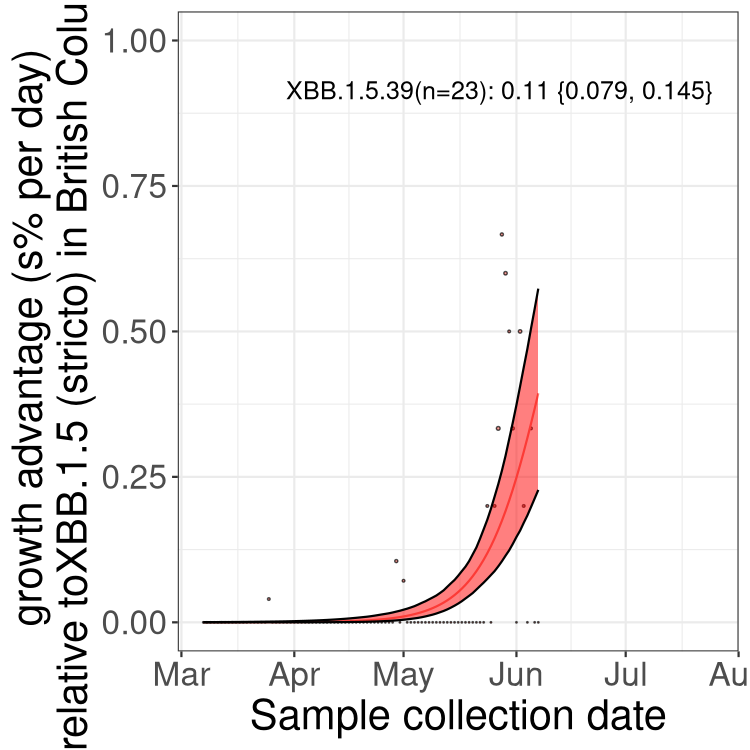 growth advantage (s% per day)
relative toXBB.1.5 (stricto) in British Colu
1.00
0.75
0.50
0.25
0.00
XBB.1.5.39(n=23): 0.11 {0.079, 0.145}
Mar Apr May Jun Jul Au
Sample collection date